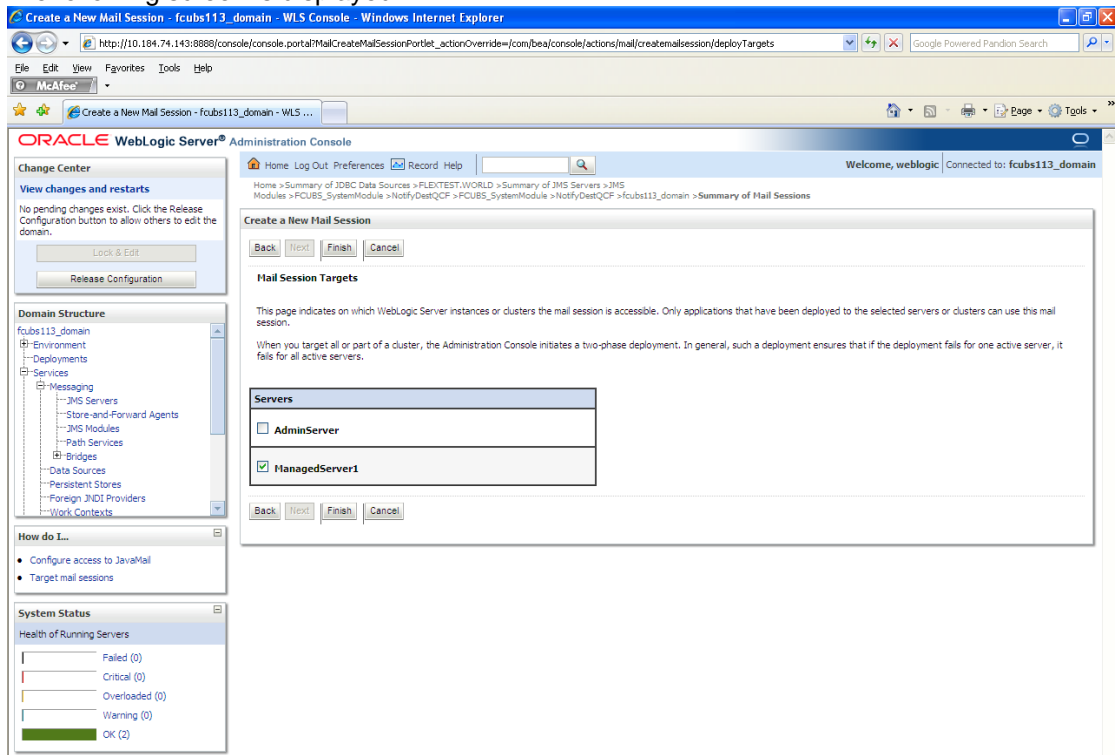 Create a New Mail Session - fcubs113_domain - WLS Console - Windows Internet Explorer
http://10.184.74.143:8888/console/console.portal?MailCreateMailSessionPortlet_actionOverride=/com/bea/console/actions/mail/createmailsession/deployTargets
Google Powered Pandion Search
File Edit View Favorites Tools Help
McAfee
Create a New Mail Session - fcubs113_domain - WLS ...
Page Tools
ORACLE WebLogic Server® Administration Console
Change Center
View changes and restarts
No pending changes exist. Click the Release
Configuration button to allow others to edit the
domain.
Lock & Edit
Release Configuration
Domain Structure
fcubs113_domain
Environment
Deployments
Services
Messaging
JMS Servers
Store-and-Forward Agents
JMS Modules
Path Services
Bridges
Data Sources
Persistent Stores
Foreign JNDI Providers
Work Contexts
How do I...
Configure access to JavaMail
Target mail sessions
System Status
Health of Running Servers
Failed (0)
Critical (0)
Overloaded (0)
Warning (0)
OK (2)
Home Log Out Preferences Record Help
Welcome, weblogic Connected to: fcubs113_domain
Home >Summary of JDBC Data Sources >FLEXTEST.WORLD >Summary of JMS Servers >JMS
Modules >FCUBS_SystemModule >NotifyDestQCF >FCUBS_SystemModule >NotifyDestQCF >fcubs113_domain >Summary of Mail Sessions
Create a New Mail Session
Back Next Finish Cancel
Mail Session Targets
This page indicates on which WebLogic Server instances or clusters the mail session is accessible. Only applications that have been deployed to the selected servers or clusters can use this mail
session.
When you target all or part of a cluster, the Administration Console initiates a two-phase deployment. In general, such a deployment ensures that if the deployment fails for one active server, it
fails for all active servers.
Servers
AdminServer
ManagedServer1
Back Next Finish Cancel